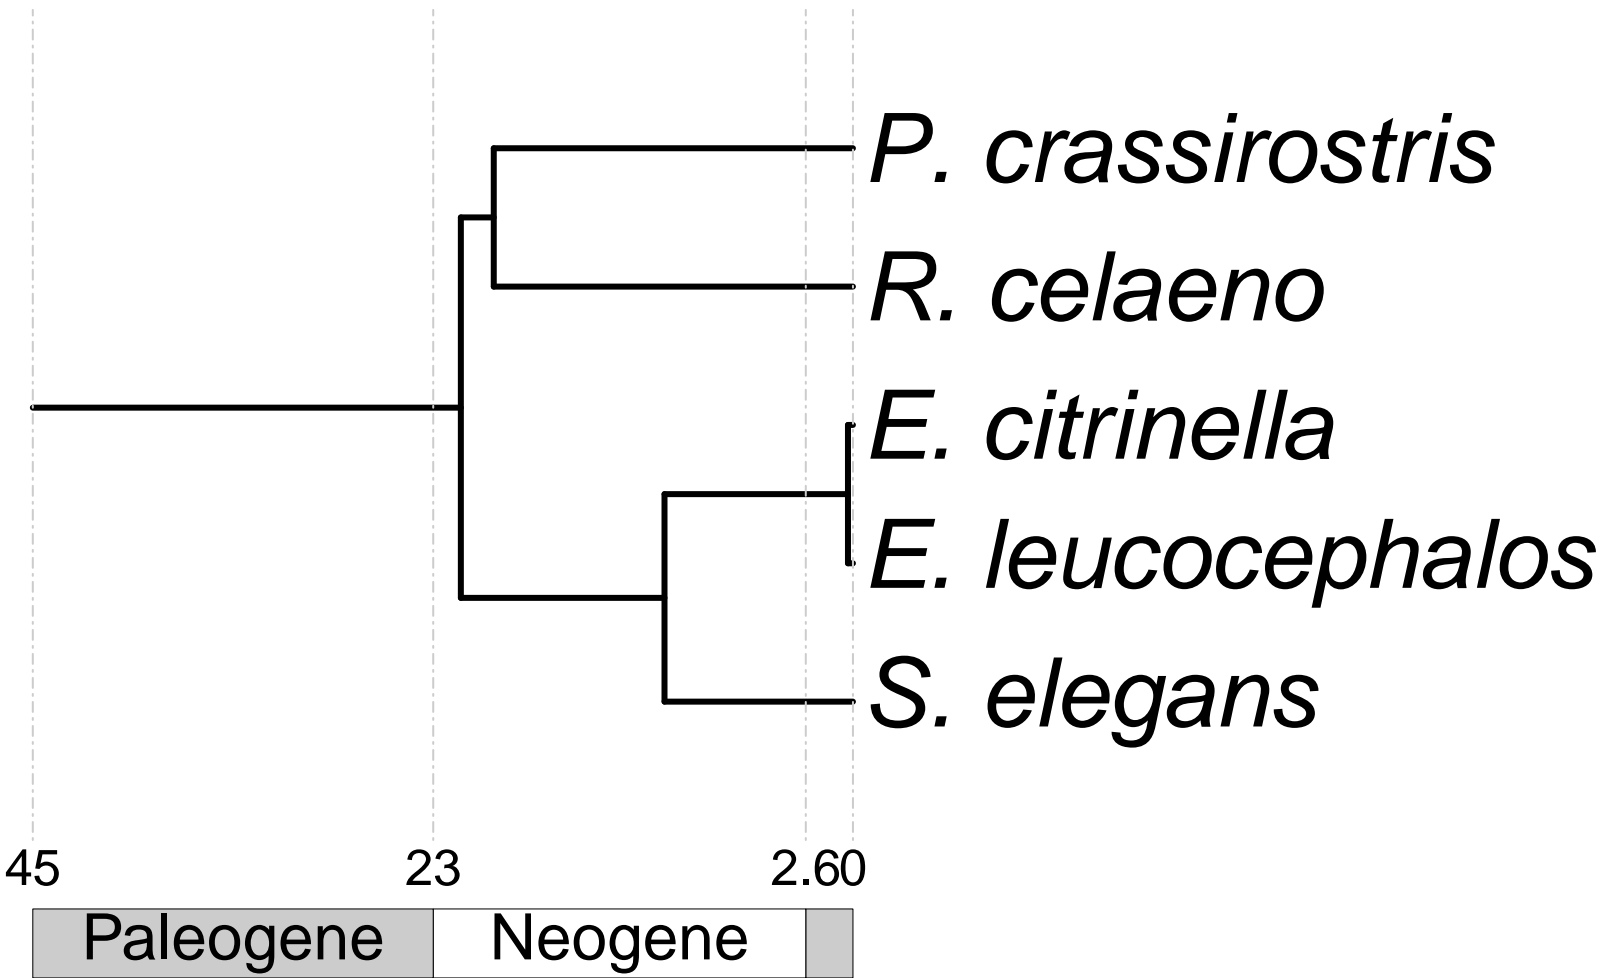 P. crassirostris
R. celaeno
E. citrinella
E. leucocephalos
S. elegans
45 23 2.60
Paleogene Neogene